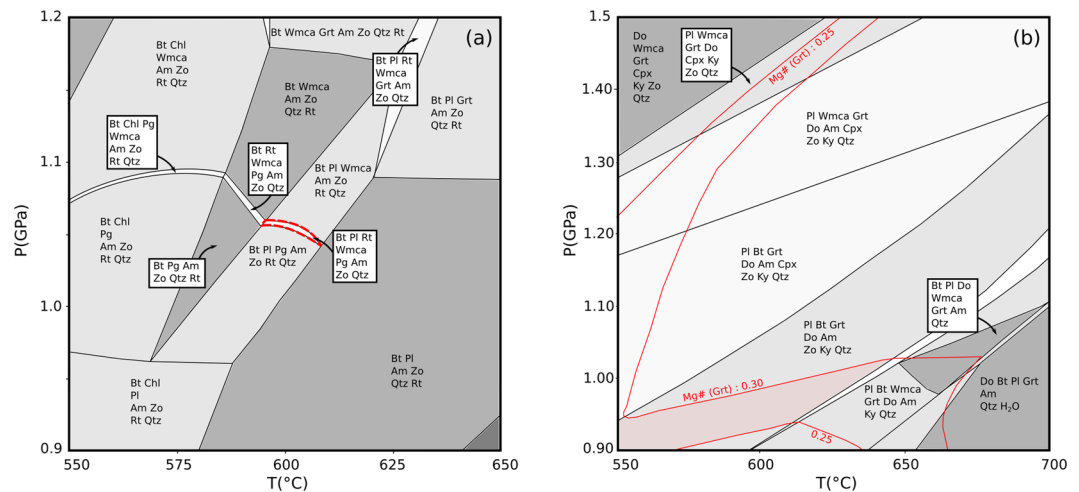 1.2
1.1
1.0
0.9
P(GPa)
550
575
600
625
650
T(°C)
(a)
Bt Chl
Wmca
Am Zo
Rt Qtz
Bt Wmca Grt Am Zo Qtz Rt
Bt Pl Rt
Wmca
Grt Am
Zo Qtz
Bt Wmca
Am Zo
Qtz Rt
Bt Pl Grt
Am Zo
Qtz Rt
Bt Chl Pg
Wmca
Am Zo
Rt Qtz
Bt Rt
Wmca
Pg Am
Zo Qtz
Bt Pl Wmca
Am Zo
Rt Qtz
Bt Chl
Pg
Am Zo
Rt Qtz
Bt Pg Am
Zo Qtz Rt
Bt Pl Pg Am
Zo Rt Qtz
Bt Pl Rt
Wmca
Pg Am
Zo Qtz
Bt Pl
Am Zo
Qtz Rt
Bt Chl
Pl
Am Zo
Rt Qtz
1.5
1.40
1.30
1.20
1.10
1.00
0.90
P(GPa)
550
600
650
700
T(°C)
(b)
Do
Wmca
Grt
Cpx
Ky Zo
Qtz
Pl Wmca
Grt Do
Cpx Ky
Zo Qtz
Mg# (Grt) : 0.25
Pl Wmca Grt
Do Am Cpx
Zo Ky Qtz
Pl Bt Grt
Do Am Cpx
Zo Ky Qtz
Bt Pl Do
Wmca
Grt Am
Qtz
Pl Bt Grt
Do Am
Zo Ky Qtz
Mg# (Grt) : 0.30
Pl Bt Wmca
Grt Do Am
Ky Qtz
Do Bt Pl Grt
Am
Qtz H₂O
0.25